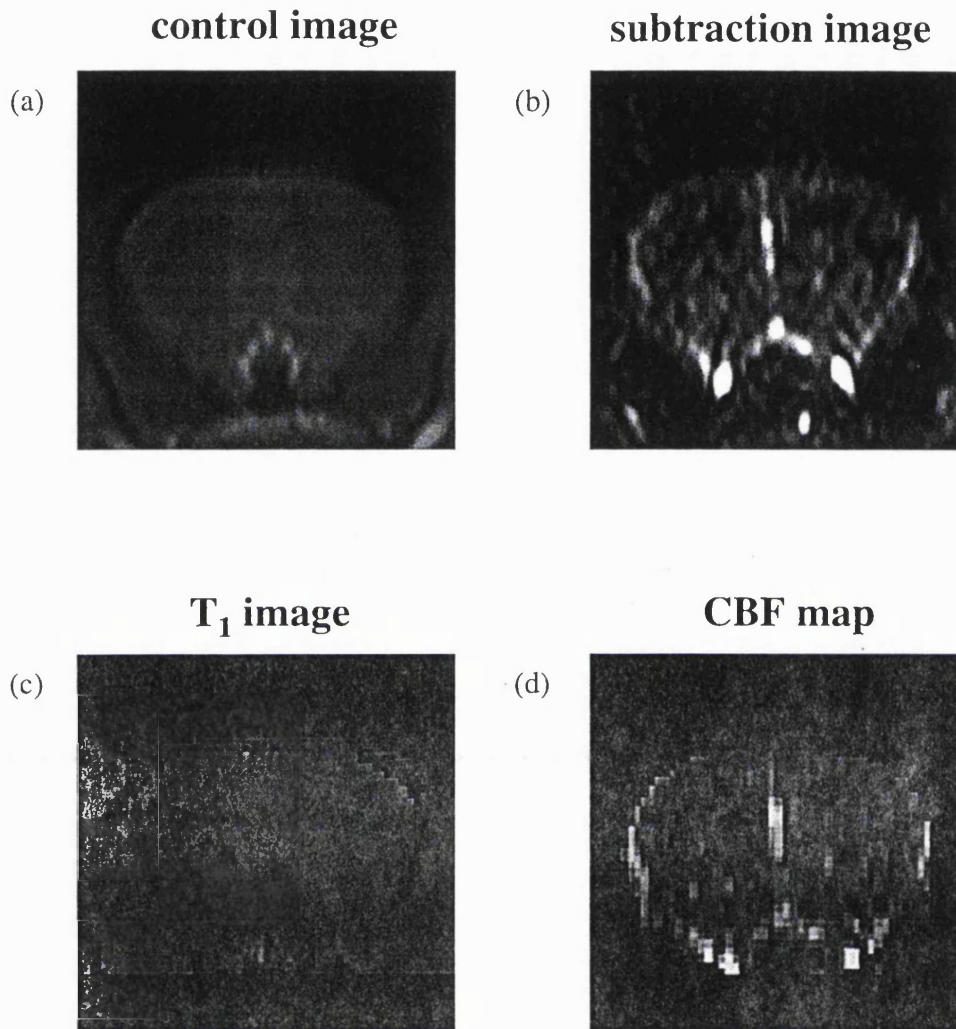 control image
subtraction image
(a)
(b)
T₁ image
CBF map
(c)
(d)